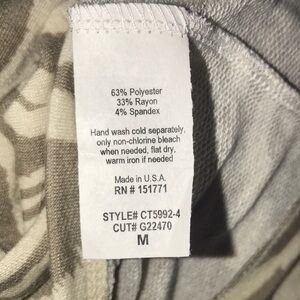 63% Polyester
33% Rayon
4% Spandex
Hand wash cold separately,
only non-chlorine bleach
when needed, flat dry,
warm iron if needed
Made in U.S.A.
RN # 151771
STYLE# CT5992-4
CUT# G22470
M